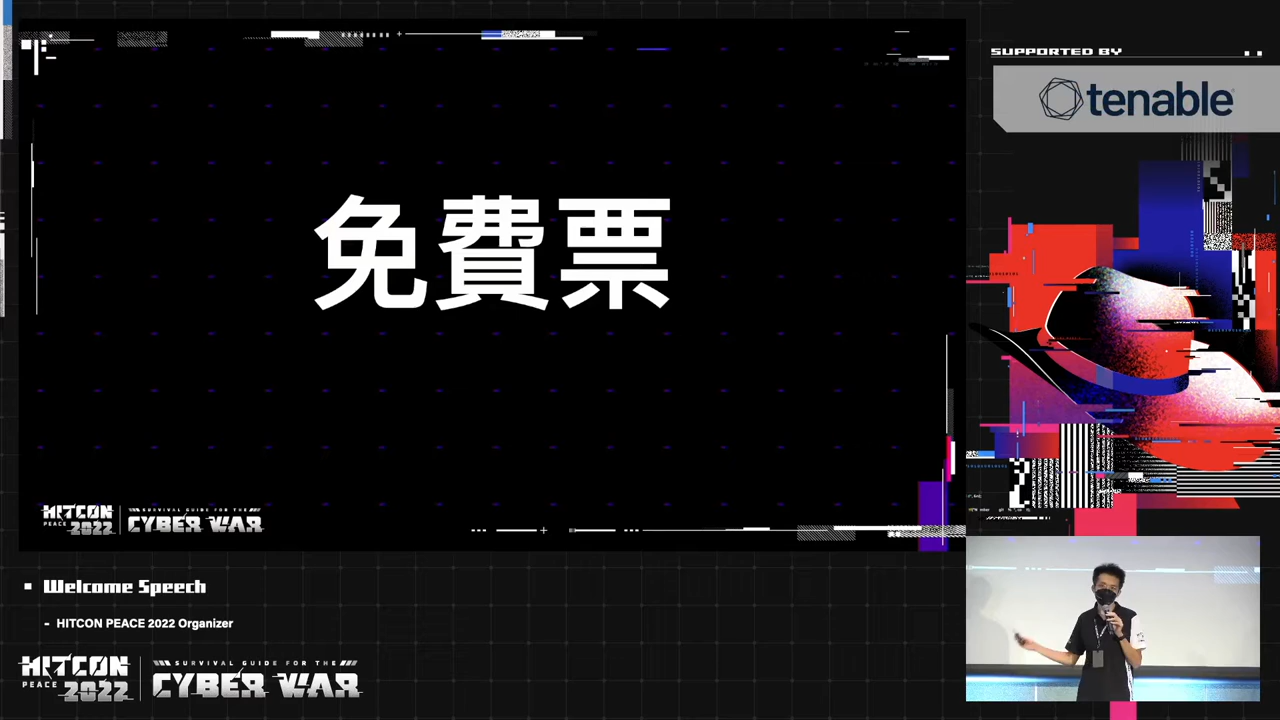 SUPPORTED BY
tenable
免費票
HITCON
PEACE 2022
SURVIVAL GUIDE FOR THE
CYBER WAR
Welcome Speech
- HITCON PEACE 2022 Organizer
HITCON
PEACE 2022
SURVIVAL GUIDE FOR THE
CYBER WAR